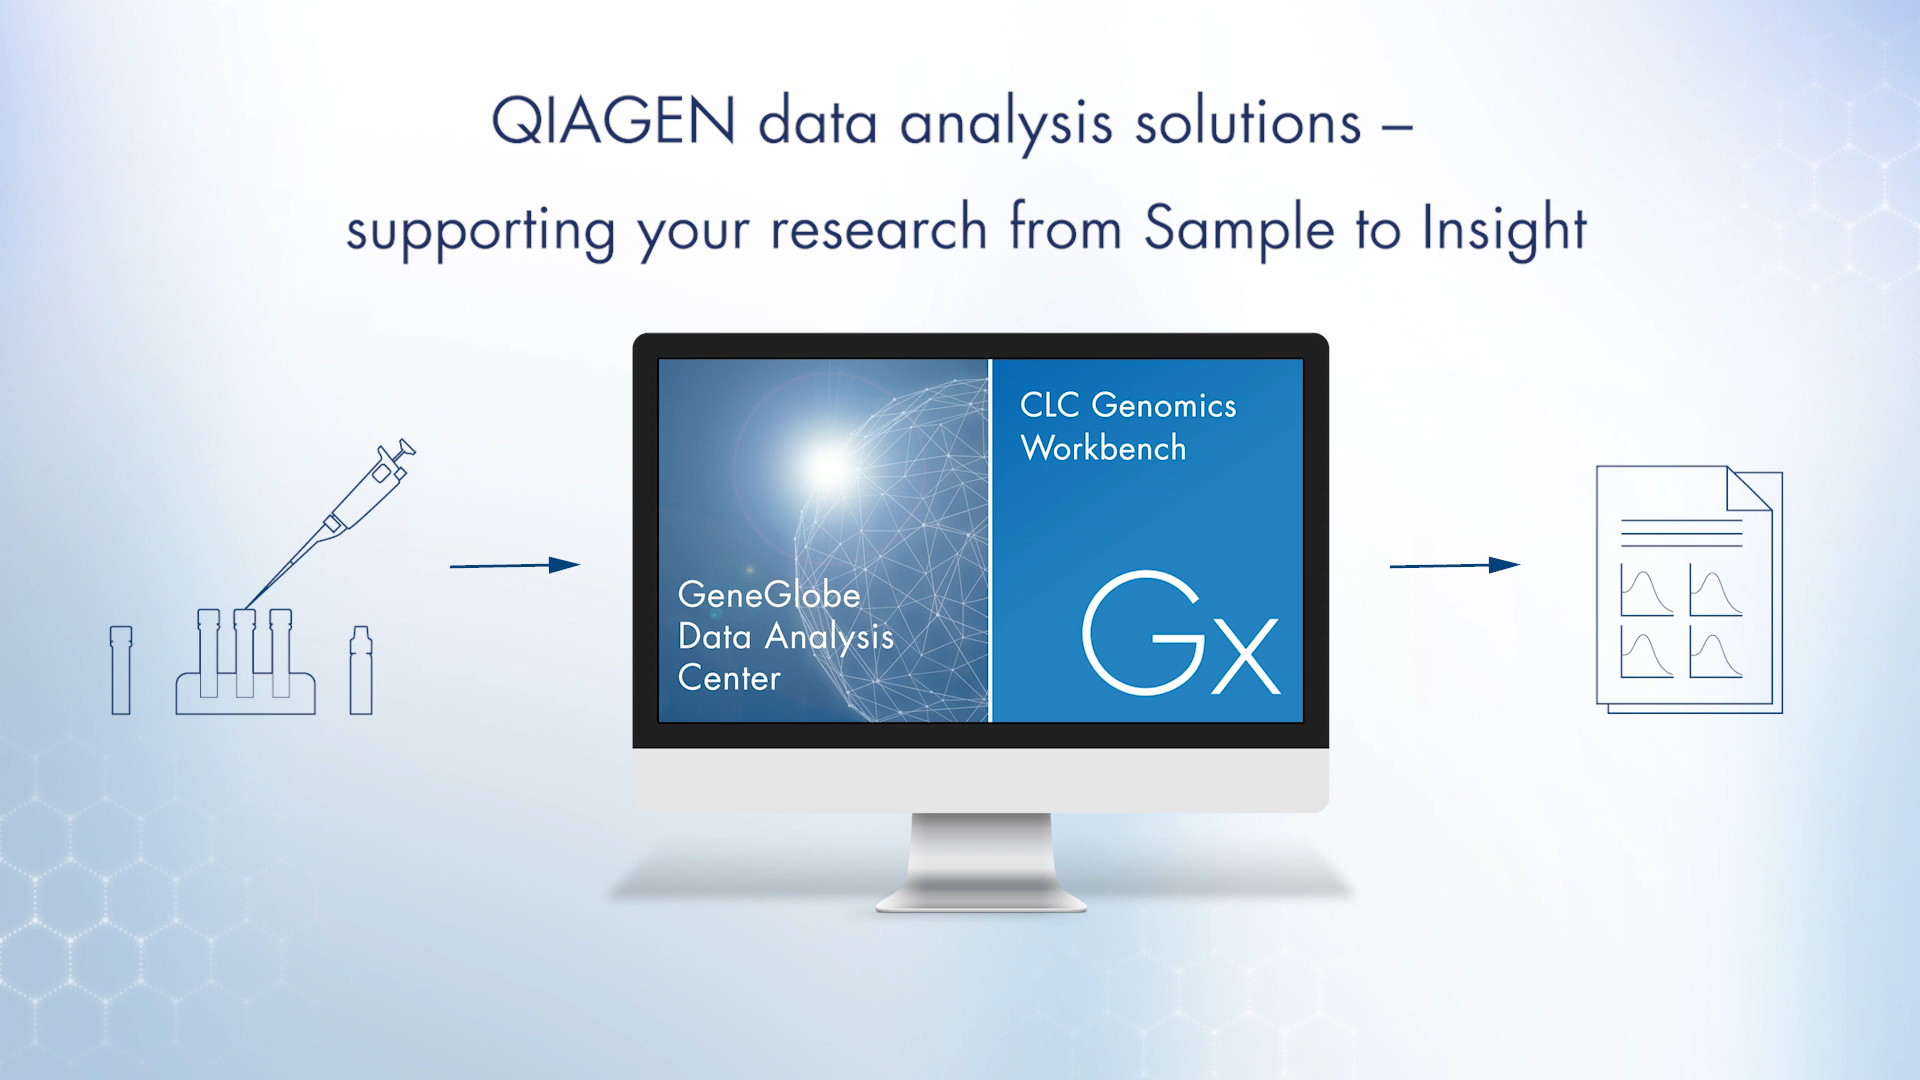 QIAGEN data analysis solutions –
supporting your research from Sample to Insight
GeneGlobe
Data Analysis
Center
CLC Genomics
Workbench
Gx